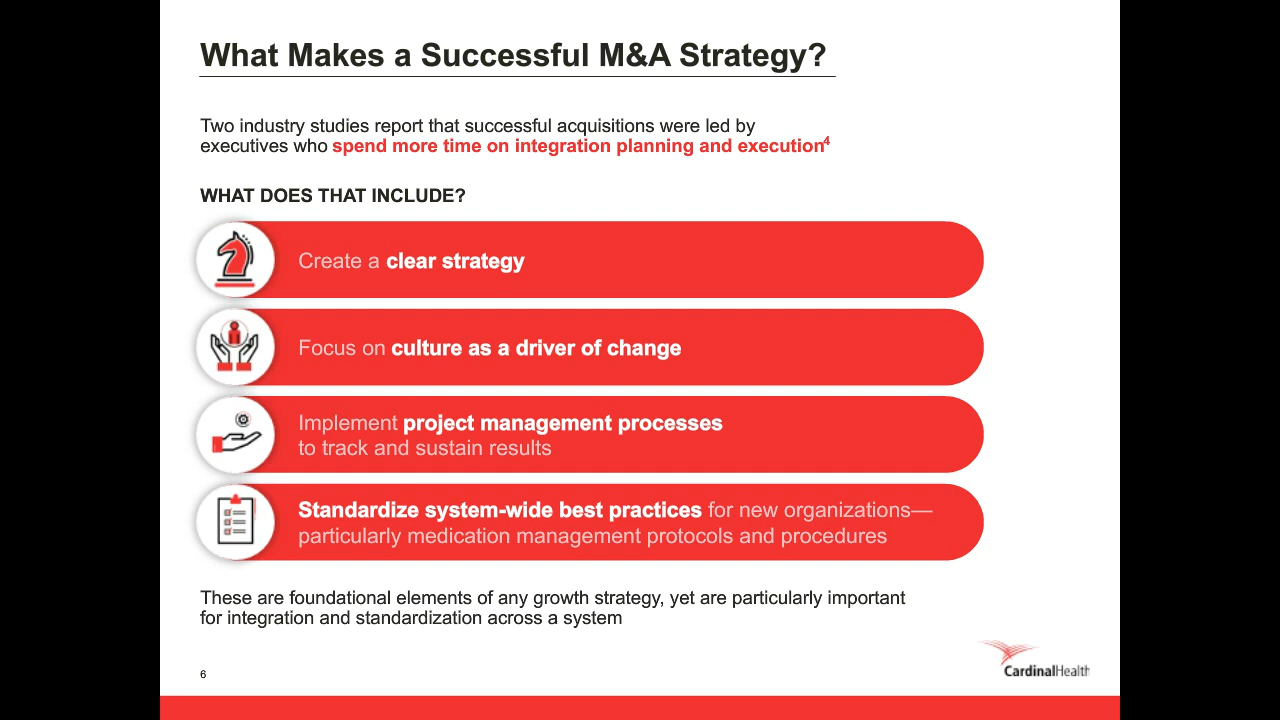 What Makes a Successful M&A Strategy?
Two industry studies report that successful acquisitions were led by
executives who spend more time on integration planning and execution4
WHAT DOES THAT INCLUDE?
Create a clear strategy
Focus on culture as a driver of change
Implement project management processes
to track and sustain results
Standardize system-wide best practices for new organizations—
particularly medication management protocols and procedures
These are foundational elements of any growth strategy, yet are particularly important
for integration and standardization across a system
6
CardinalHealth